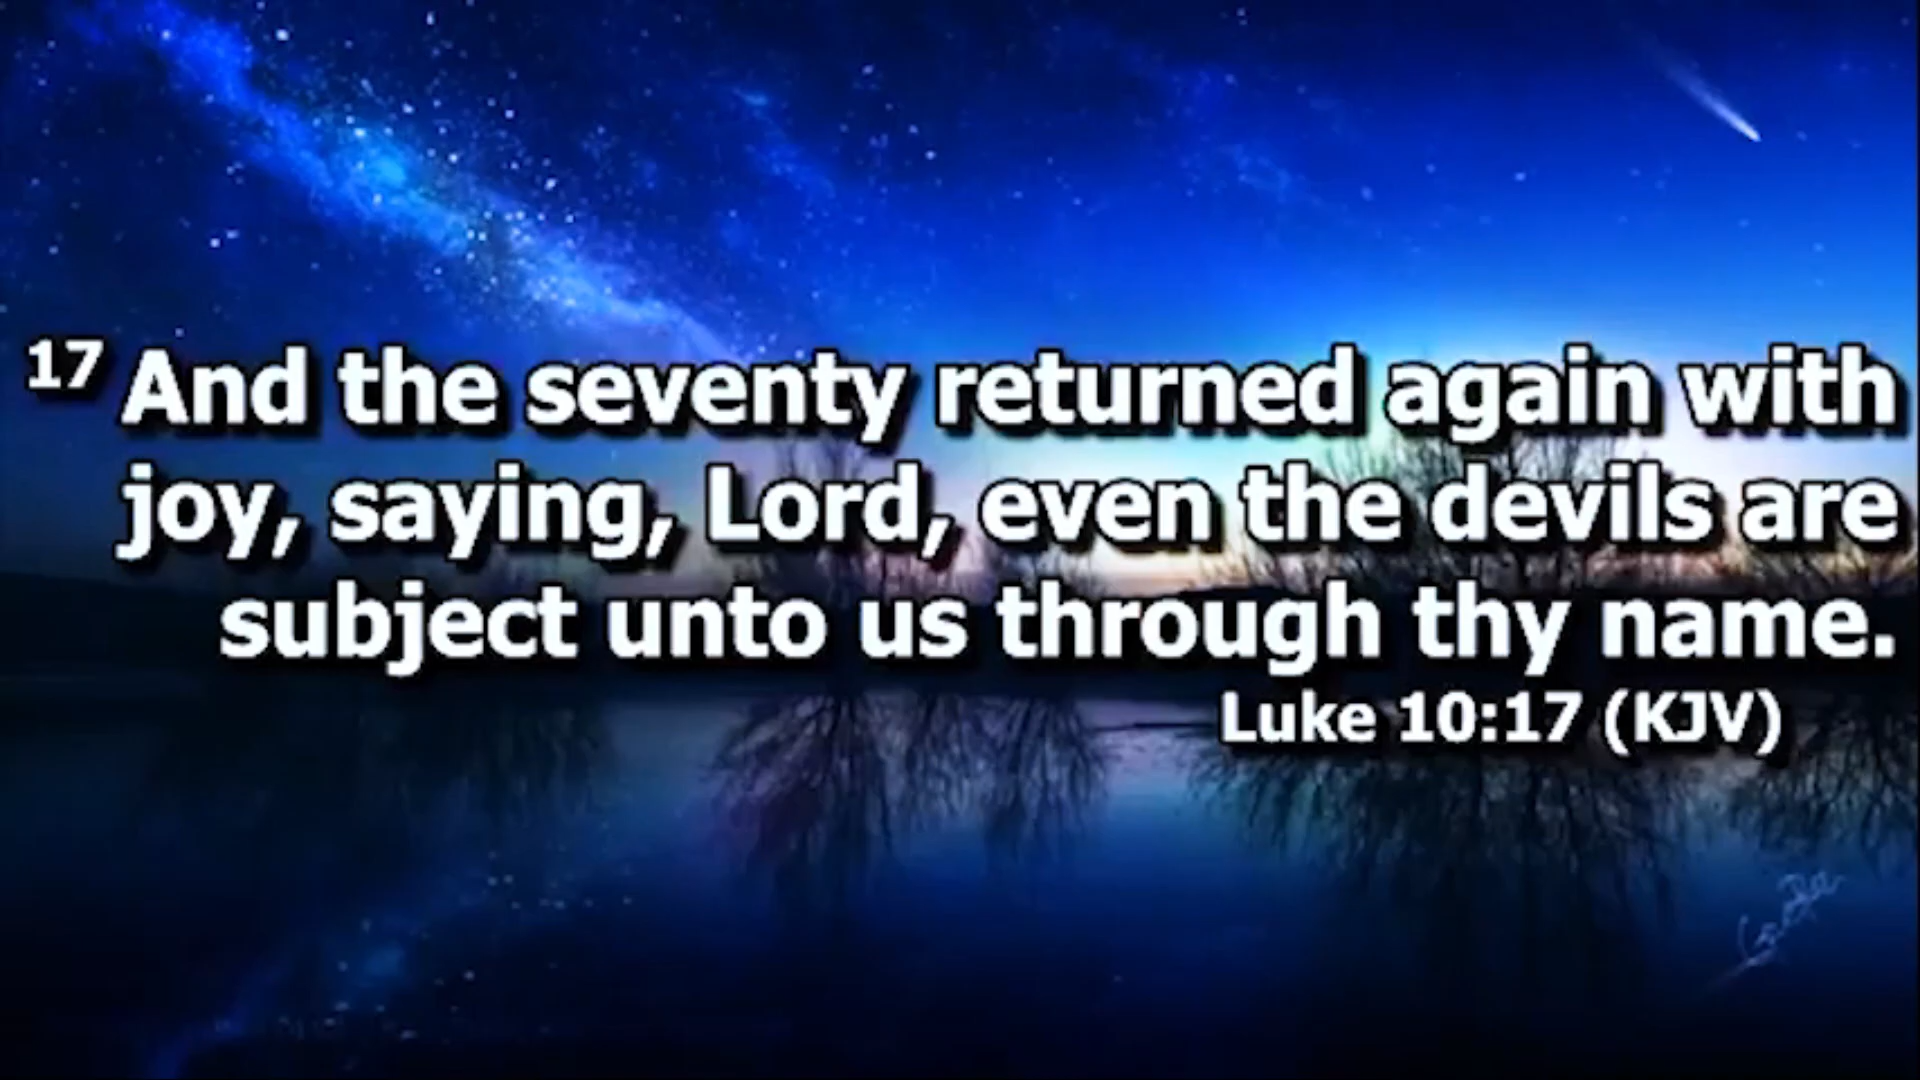 17 And the seventy returned again with
joy, saying, Lord, even the devils are
subject unto us through thy name.
Luke 10:17 (KJV)